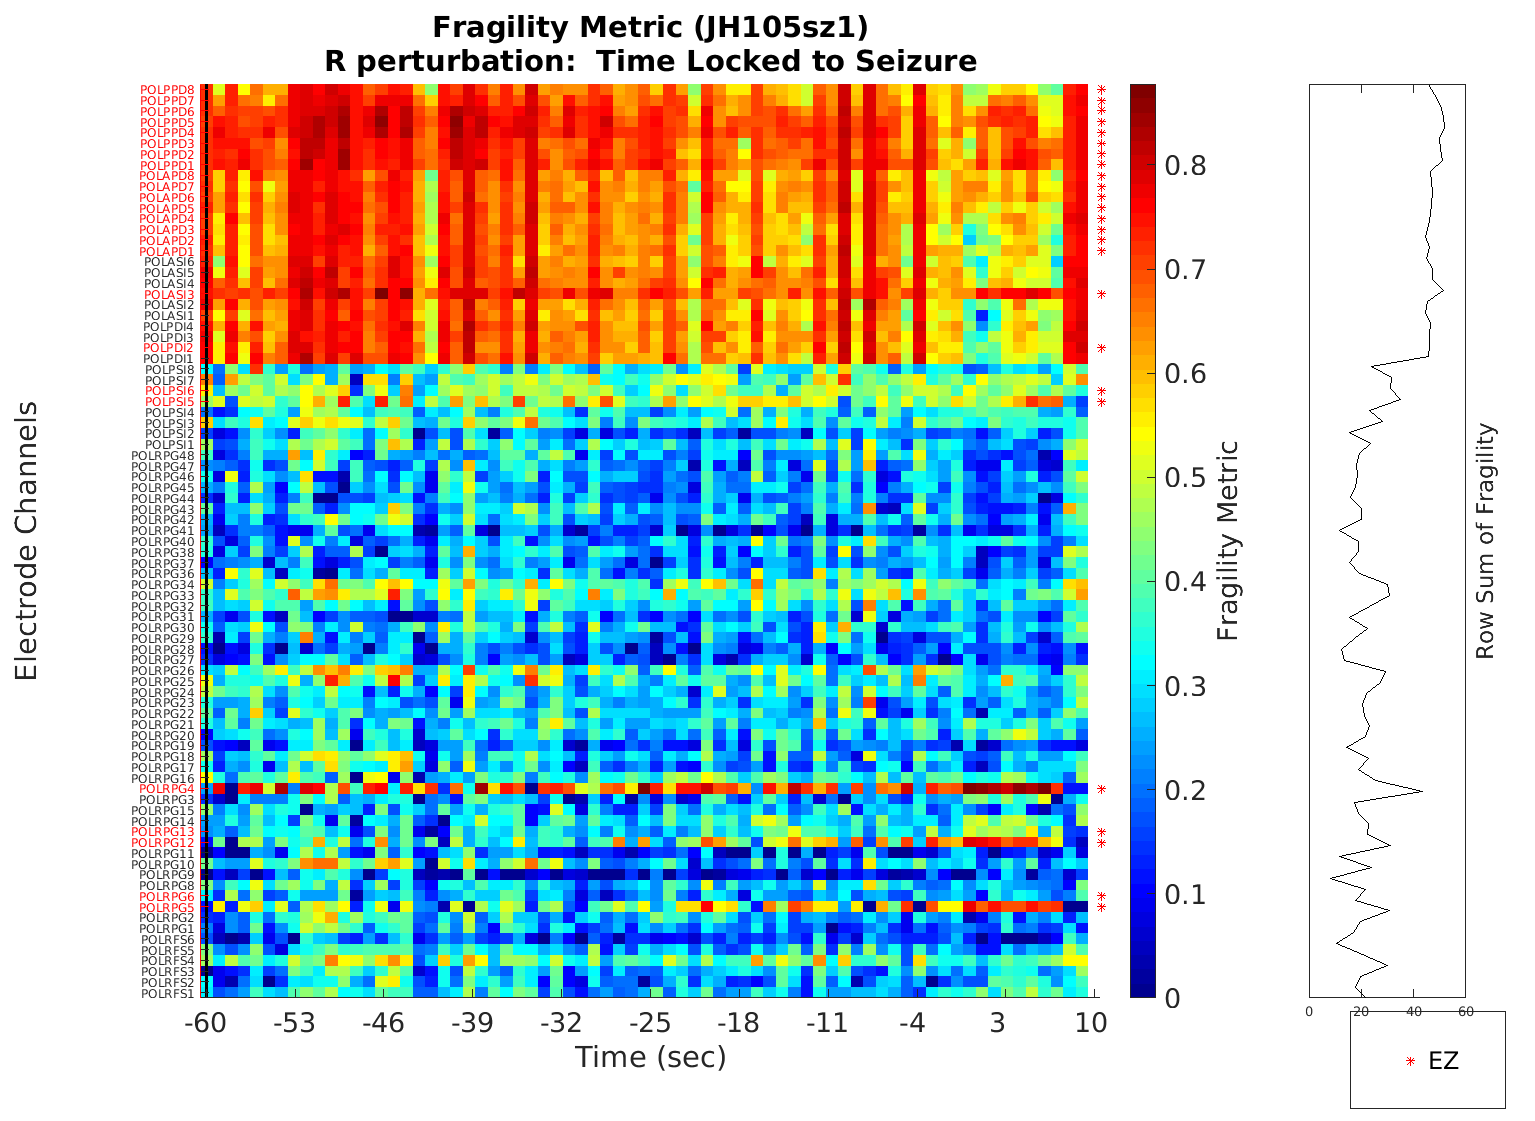 Fragility Metric (JH105sz1)
R perturbation:  Time Locked to Seizure
Electrode Channels
POLPPD8
POLPPD7
POLPPD6
POLPPD5
POLPPD4
POLPPD3
POLPPD2
POLPPD1
POLAPD8
POLAPD7
POLAPD6
POLAPD5
POLAPD4
POLAPD3
POLAPD2
POLAPD1
POLASI6
POLASI5
POLASI4
POLASI3
POLASI2
POLASI1
POLPDI4
POLPDI3
POLPDI2
POLPDI1
POLPSI8
POLPSI7
POLPSI6
POLPSI5
POLPSI4
POLPSI3
POLPSI2
POLPSI1
POLRPG48
POLRPG47
POLRPG46
POLRPG45
POLRPG44
POLRPG43
POLRPG42
POLRPG41
POLRPG40
POLRPG38
POLRPG37
POLRPG36
POLRPG34
POLRPG33
POLRPG32
POLRPG31
POLRPG30
POLRPG29
POLRPG28
POLRPG27
POLRPG26
POLRPG25
POLRPG24
POLRPG23
POLRPG22
POLRPG21
POLRPG20
POLRPG19
POLRPG18
POLRPG17
POLRPG16
POLRPG4
POLRPG3
POLRPG15
POLRPG14
POLRPG13
POLRPG12
POLRPG11
POLRPG10
POLRPG9
POLRPG8
POLRPG6
POLRPG5
POLRPG2
POLRPG1
POLRFS6
POLRFS5
POLRFS4
POLRFS3
POLRFS2
POLRFS1
-60 -53 -46 -39 -32 -25 -18 -11 -4 3 10
Time (sec)
0.8
0.7
0.6
0.5
0.4
0.3
0.2
0.1
0
Fragility Metric
0 20 40 60
Row Sum of Fragility
EZ